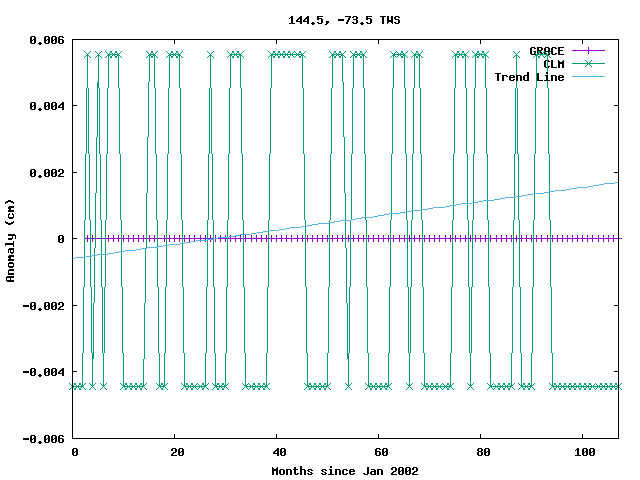 144.5, -73.5 TWS
GRACE
CLM
Trend Line
0.006
0.004
0.002
0
-0.002
-0.004
-0.006
Anomaly (cm)
0 20 40 60 80 100
Months since Jan 2002